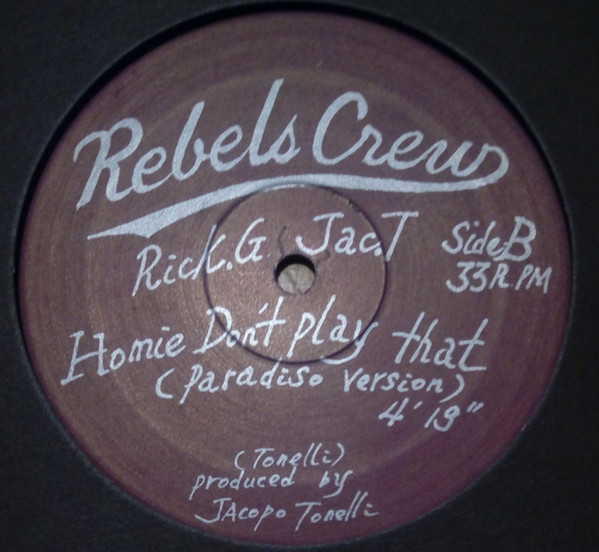 Rebels Crew
Rick.G Jac.T Side B
33 R.PM
Homie Don't play that
(paradiso version)
4' 19"
(Tonelli)
produced by
JAcopo Tonelli